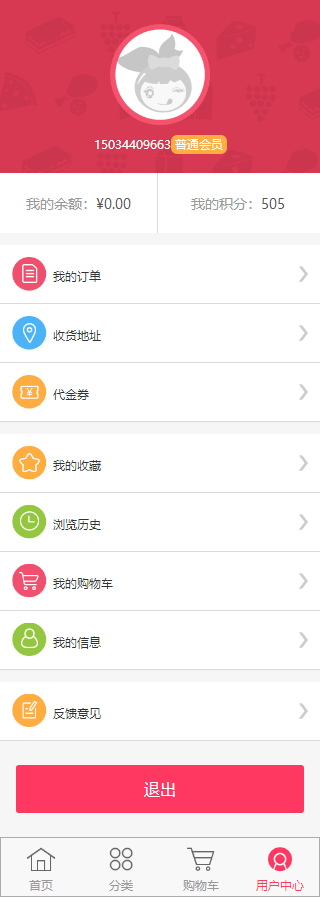 15034409663 普通会员
我的余额：¥0.00 我的积分：505
我的订单
收货地址
代金券
我的收藏
浏览历史
我的购物车
我的信息
反馈意见
退出
首页 分类 购物车 用户中心